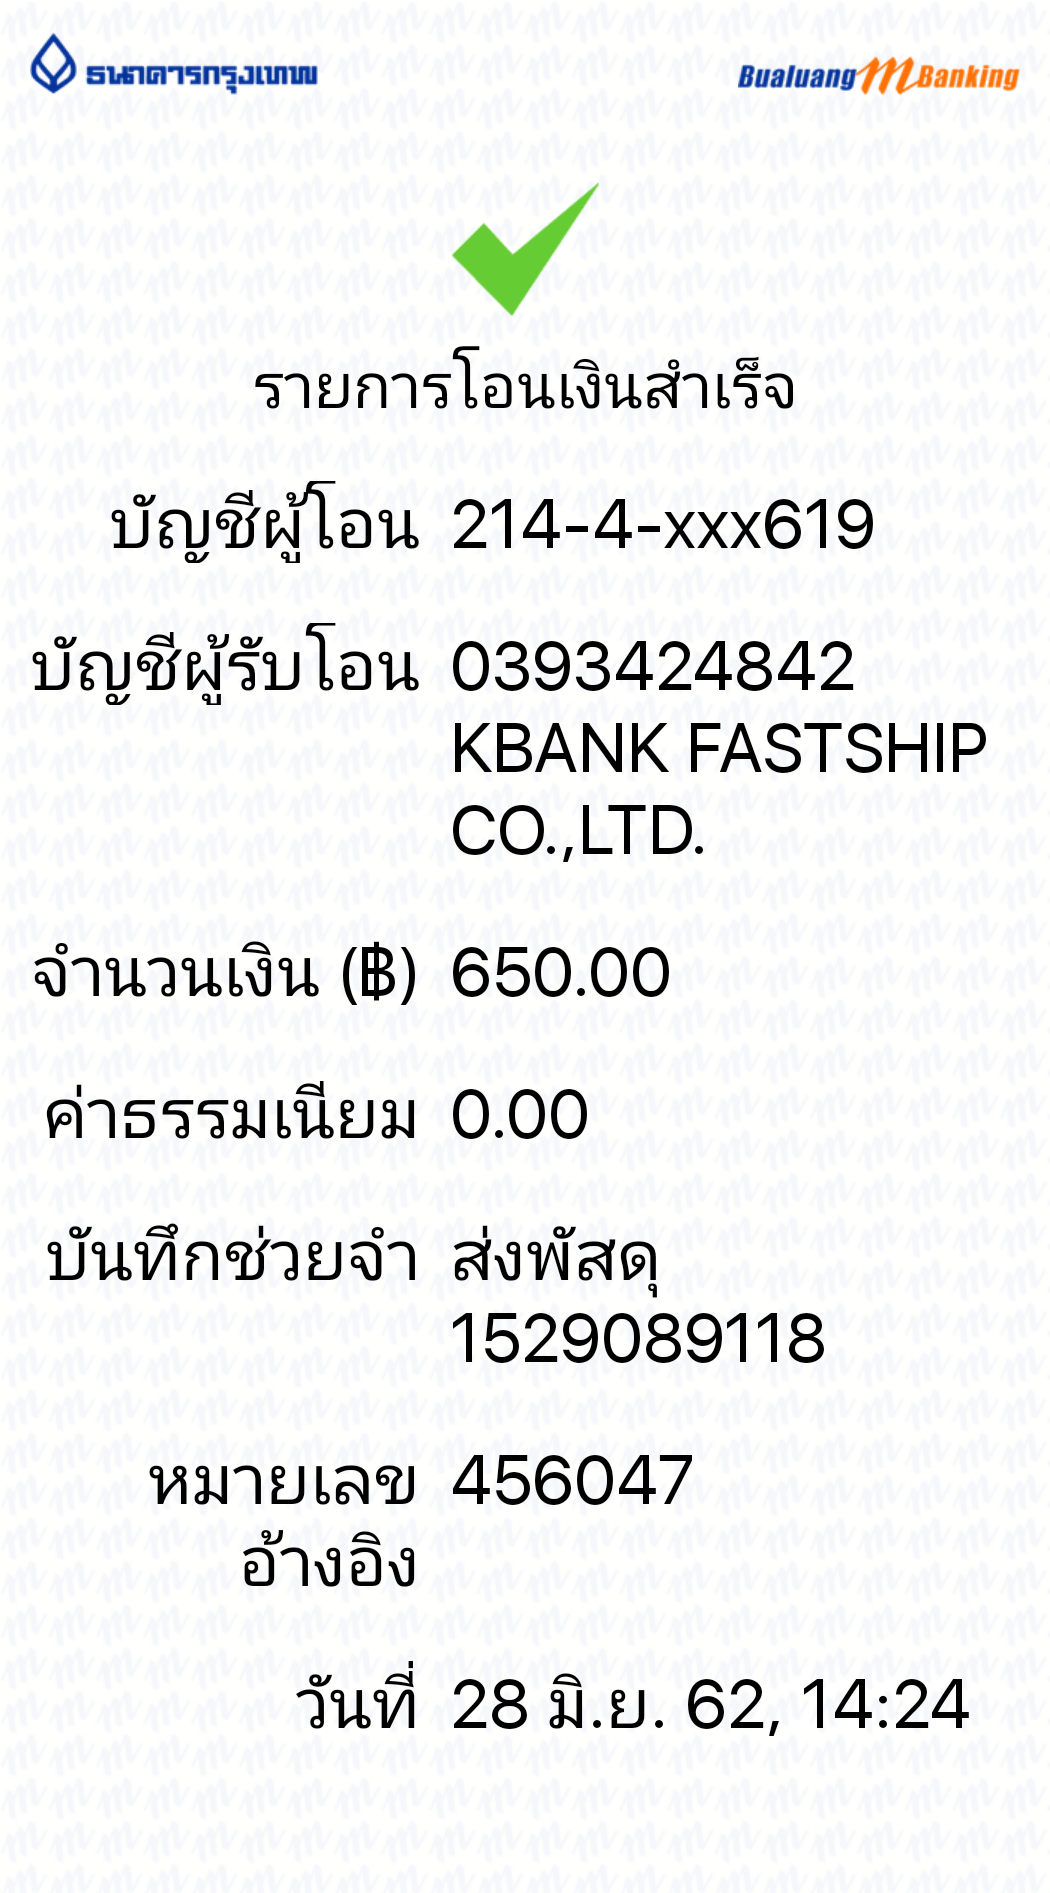 ธนาคารกรุงเทพ
Bualuang mBanking
รายการโอนเงินสำเร็จ
บัญชีผู้โอน 214-4-xxx619
บัญชีผู้รับโอน 0393424842
KBANK FASTSHIP
CO.,LTD.
จำนวนเงิน (฿) 650.00
ค่าธรรมเนียม 0.00
บันทึกช่วยจำ ส่งพัสดุ
1529089118
หมายเลข 456047
อ้างอิง
วันที่ 28 มิ.ย. 62, 14:24